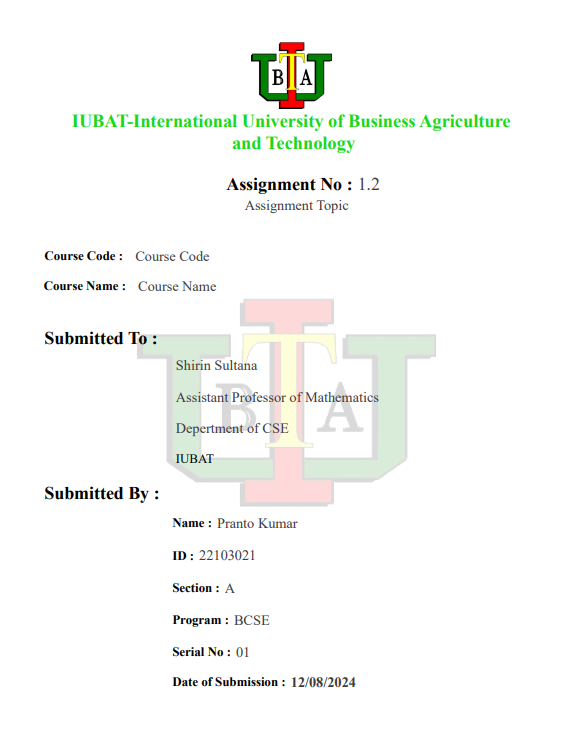 IUBAT
IUBAT-International University of Business Agriculture
and Technology
Assignment No : 1.2
Assignment Topic
Course Code : Course Code
Course Name : Course Name
IUBAT
Submitted To :
Shirin Sultana
Assistant Professor of Mathematics
Depertment of CSE
IUBAT
Submitted By :
Name : Pranto Kumar
ID : 22103021
Section : A
Program : BCSE
Serial No : 01
Date of Submission : 12/08/2024